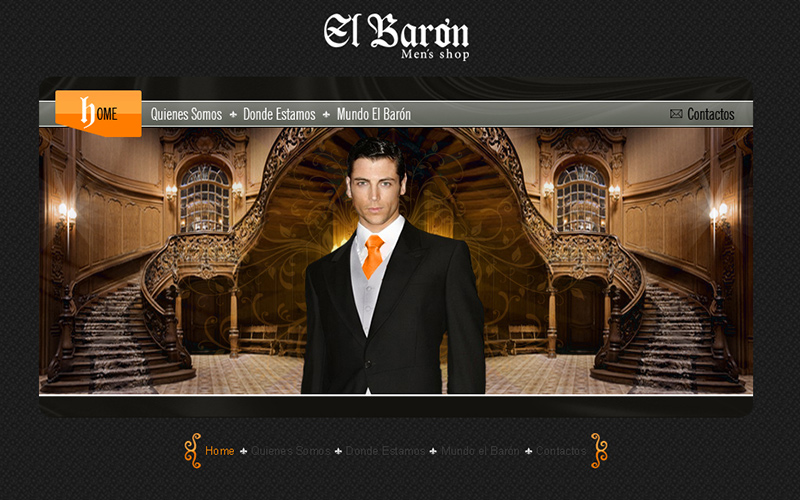 El Barón
Men's shop
hOME Quienes Somos Donde Estamos Mundo El Barón Contactos
Home Quienes Somos Donde Estamos Mundo el Barón Contactos